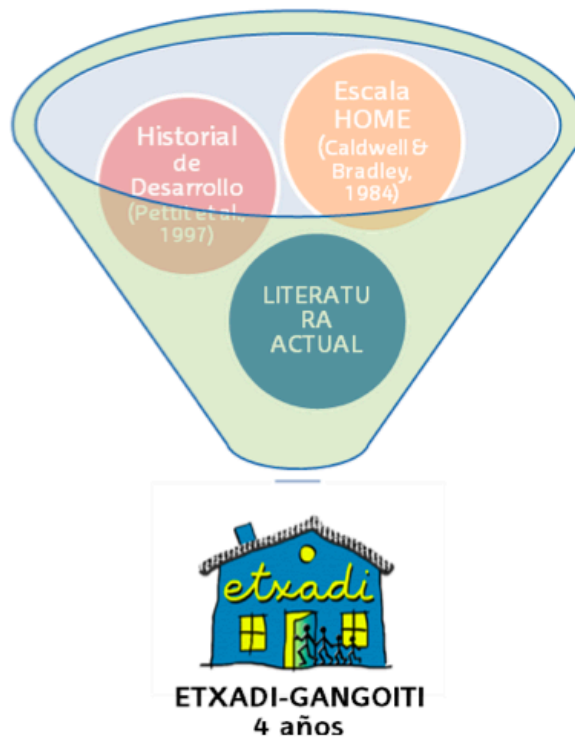 Escala
HOME
(Caldwell &
Bradley,
1984)
Historial
de
Desarrollo
(Pettit et al.,
1997)
LITERATU
RA
ACTUAL
etxadi
ETXADI-GANGOITI
4 años